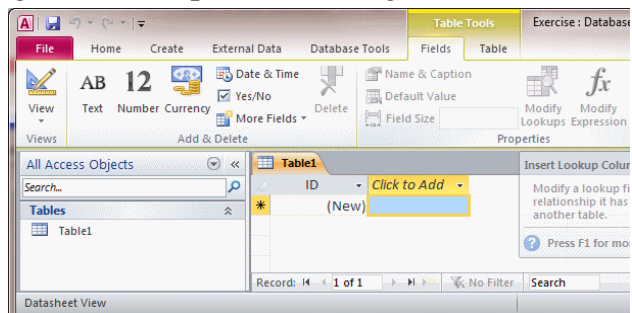 A
Table Tools
Exercise : Database
File Home Create External Data Database Tools Fields Table
View
Views
AB
Text
12
Number
Currency
Date & Time
Yes/No
More Fields
Delete
Add & Delete
Name & Caption
Default Value
Field Size
Modify
Lookups
fx
Modify
Expression
Properties
All Access Objects
Search...
Tables
Table1
Table1
ID Click to Add
* (New)
Insert Lookup Colum
Modify a lookup fi
relationship it has
another table.
Press F1 for mo
Record: 1 of 1 No Filter Search
Datasheet View